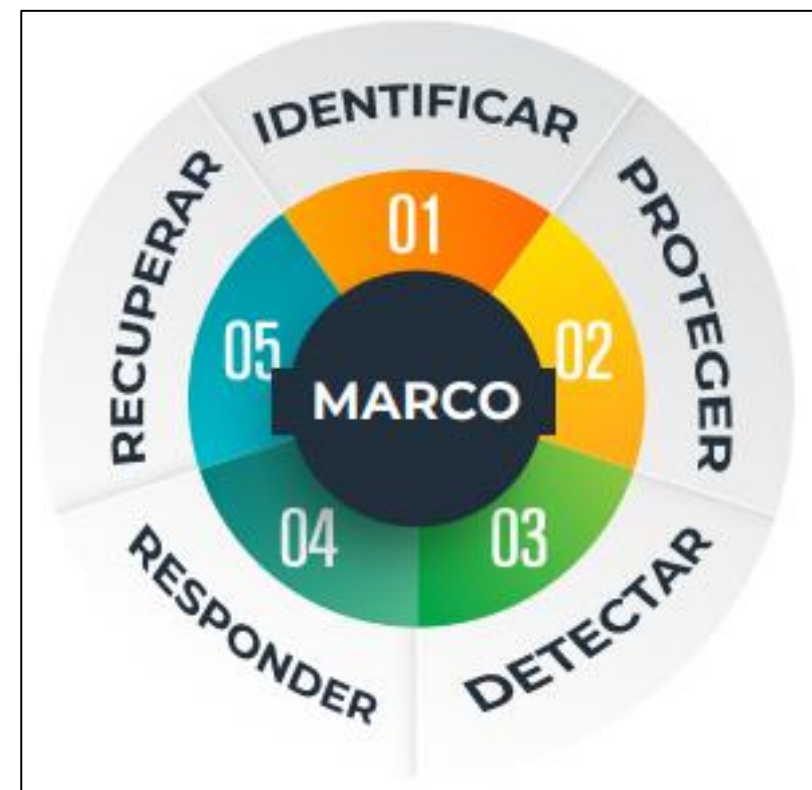 IDENTIFICAR
01
PROTEGER
02
DETECTAR
03
RESPONDER
04
RECUPERAR
05
MARCO